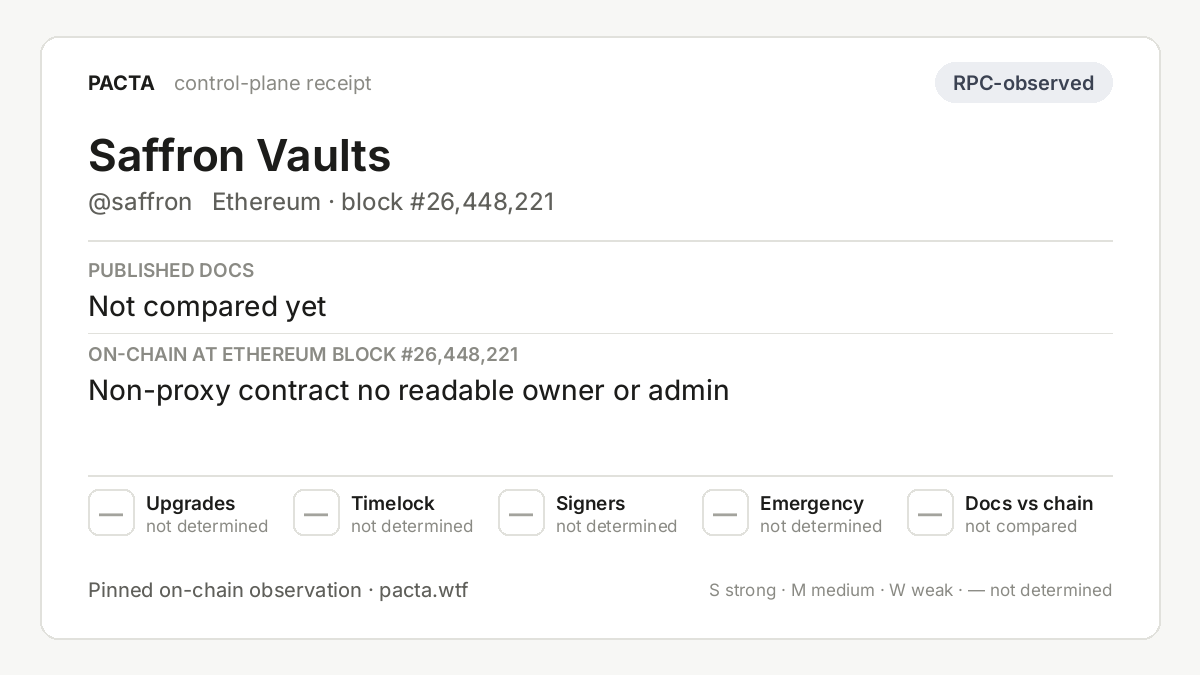 PACTA control-plane receipt RPC-observed
Saffron Vaults
@saffron Ethereum · block #26,448,221
PUBLISHED DOCS
Not compared yet
ON-CHAIN AT ETHEREUM BLOCK #26,448,221
Non-proxy contract no readable owner or admin
— Upgrades — Timelock — Signers — Emergency — Docs vs chain
not determined not determined not determined not determined not compared
Pinned on-chain observation · pacta.wtf S strong · M medium · W weak · — not determined